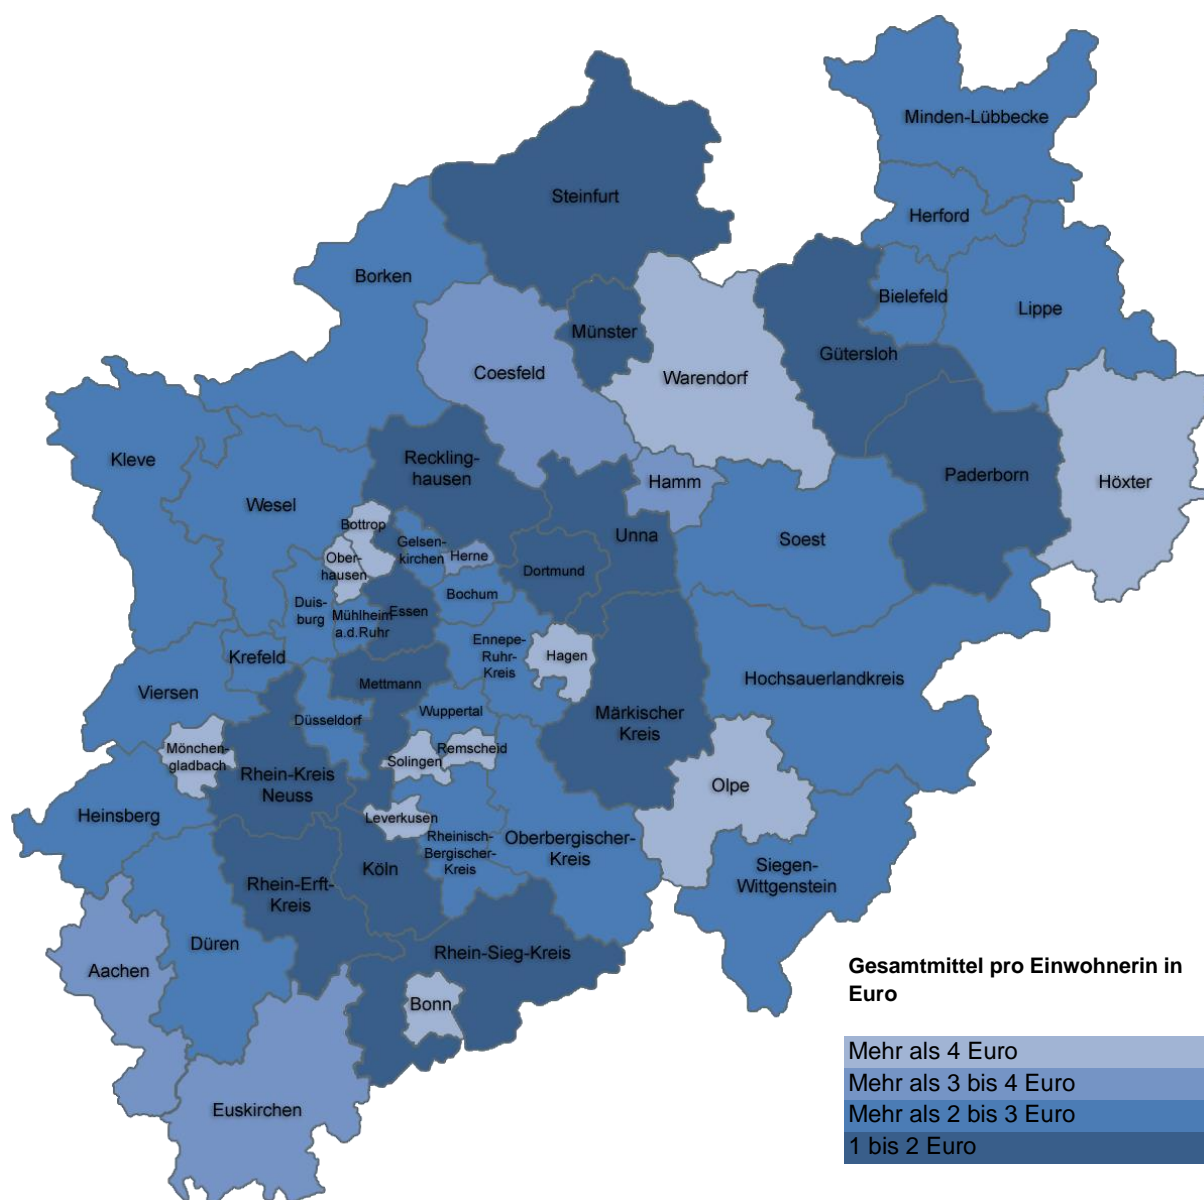 Minden-Lübbecke
Steinfurt
Herford
Borken
Bielefeld
Lippe
Münster
Gütersloh
Coesfeld
Warendorf
Kleve
Reckling-
hausen
Paderborn
Hamm
Höxter
Wesel
Bottrop
Unna
Soest
Gelsen-
kirchen
Herne
Ober-
hausen
Dortmund
Bochum
Duis-
burg
Mühlheim
a.d.Ruhr
Essen
Ennepe-
Ruhr-
Kreis
Hagen
Krefeld
Viersen
Mettmann
Hochsauerlandkreis
Düsseldorf
Wuppertal
Märkischer
Kreis
Mönchen-
gladbach
Remscheid
Solingen
Rhein-Kreis
Neuss
Olpe
Heinsberg
Leverkusen
Rheinisch-
Bergischer-
Kreis
Oberbergischer-
Kreis
Köln
Siegen-
Wittgenstein
Rhein-Erft-
Kreis
Düren
Rhein-Sieg-Kreis
Aachen
Bonn
Euskirchen
Gesamtmittel pro Einwohnerin in
Euro
Mehr als 4 Euro
Mehr als 3 bis 4 Euro
Mehr als 2 bis 3 Euro
1 bis 2 Euro